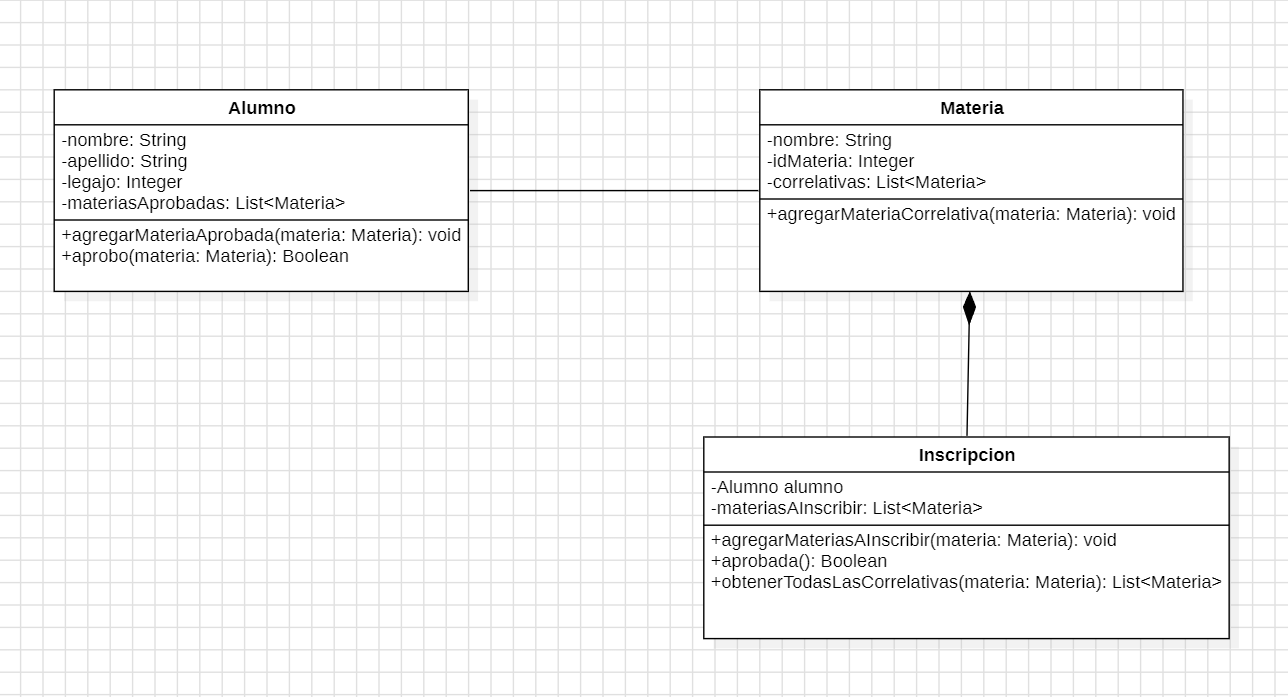 Alumno
-nombre: String
-apellido: String
-legajo: Integer
-materiasAprobadas: List<Materia>
+agregarMateriaAprobada(materia: Materia): void
+aprobo(materia: Materia): Boolean
Materia
-nombre: String
-idMateria: Integer
-correlativas: List<Materia>
+agregarMateriaCorrelativa(materia: Materia): void
Inscripcion
-Alumno alumno
-materiasAInscribir: List<Materia>
+agregarMateriasAInscribir(materia: Materia): void
+aprobada(): Boolean
+obtenerTodasLasCorrelativas(materia: Materia): List<Materia>